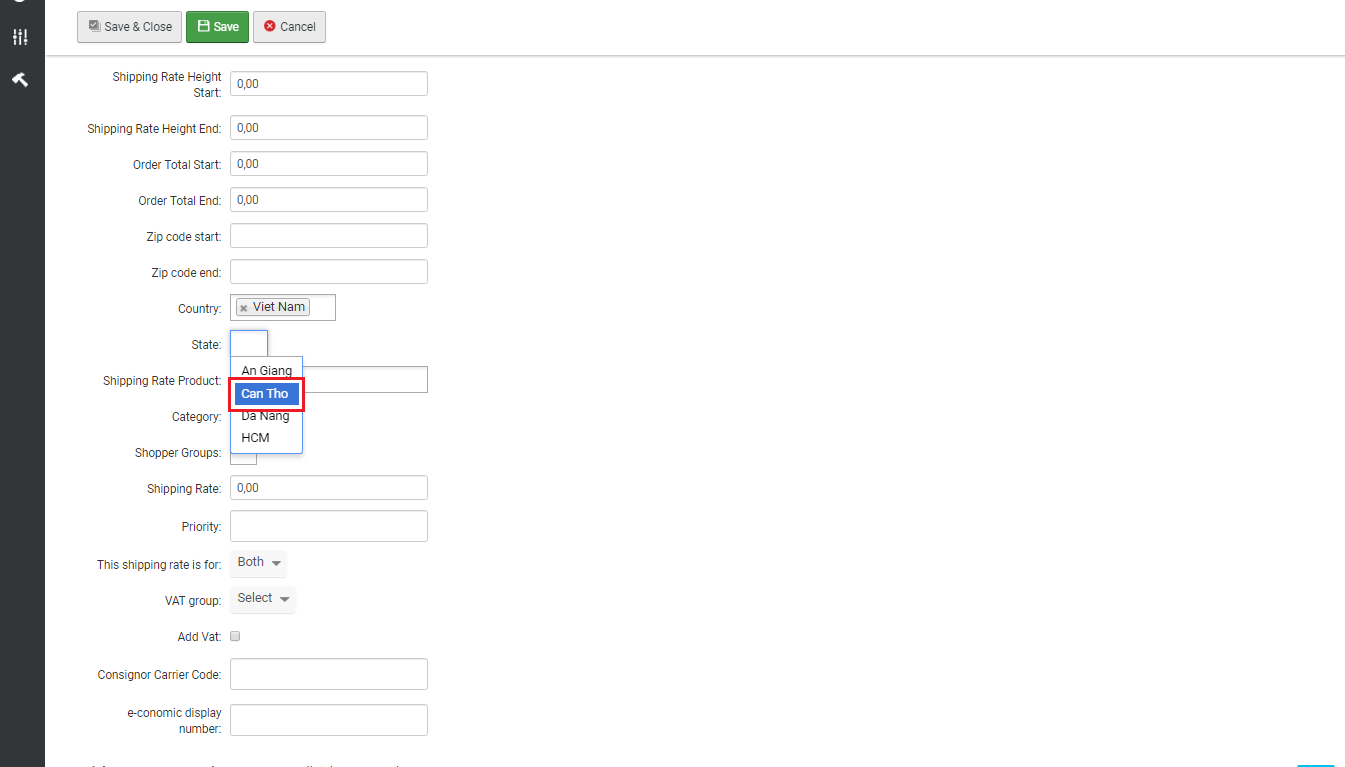 Save & Close Save Cancel
Shipping Rate Height
Start: 0,00
Shipping Rate Height End: 0,00
Order Total Start: 0,00
Order Total End: 0,00
Zip code start:
Zip code end:
Country: Viet Nam
State:
An Giang
Shipping Rate Product:
Can Tho
Category: Da Nang
HCM
Shopper Groups:
Shipping Rate: 0,00
Priority:
This shipping rate is for: Both
VAT group: Select
Add Vat:
Consignor Carrier Code:
e-conomic display
number: